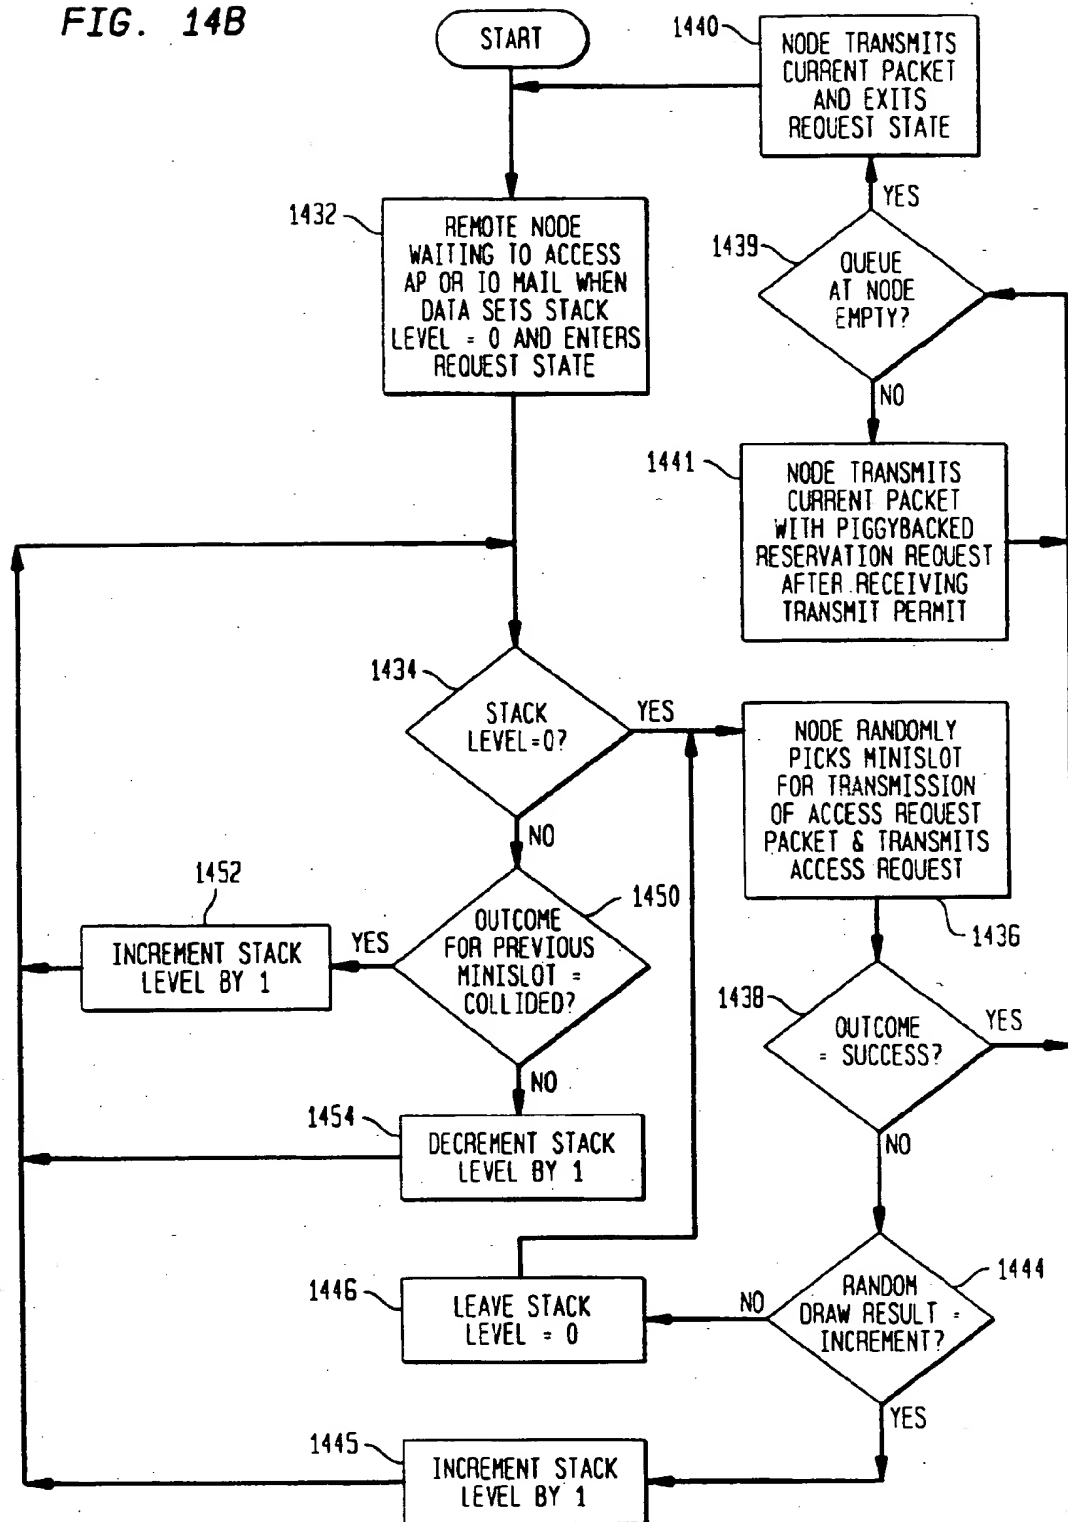 FIG. 14B
START
1440
NODE TRANSMITS
CURRENT PACKET
AND EXITS
REQUEST STATE
YES
1432
REMOTE NODE
WAITING TO ACCESS
AP OR IO MAIL WHEN
DATA SETS STACK
LEVEL = 0 AND ENTERS
REQUEST STATE
1439
QUEUE
AT NODE
EMPTY?
NO
1441
NODE TRANSMITS
CURRENT PACKET
WITH PIGGYBACKED
RESERVATION REQUEST
AFTER RECEIVING
TRANSMIT PERMIT
1434
STACK
LEVEL=0?
YES
NO
NODE RANDOMLY
PICKS MINISLOT
FOR TRANSMISSION
OF ACCESS REQUEST
PACKET & TRANSMITS
ACCESS REQUEST
1436
1452
INCREMENT STACK
LEVEL BY 1
YES
1450
OUTCOME
FOR PREVIOUS
MINISLOT =
COLLIDED?
NO
1438
OUTCOME
= SUCCESS?
YES
NO
1454
DECREMENT STACK
LEVEL BY 1
1446
LEAVE STACK
LEVEL = 0
NO
1444
RANDOM
DRAW RESULT =
INCREMENT?
YES
1445
INCREMENT STACK
LEVEL BY 1